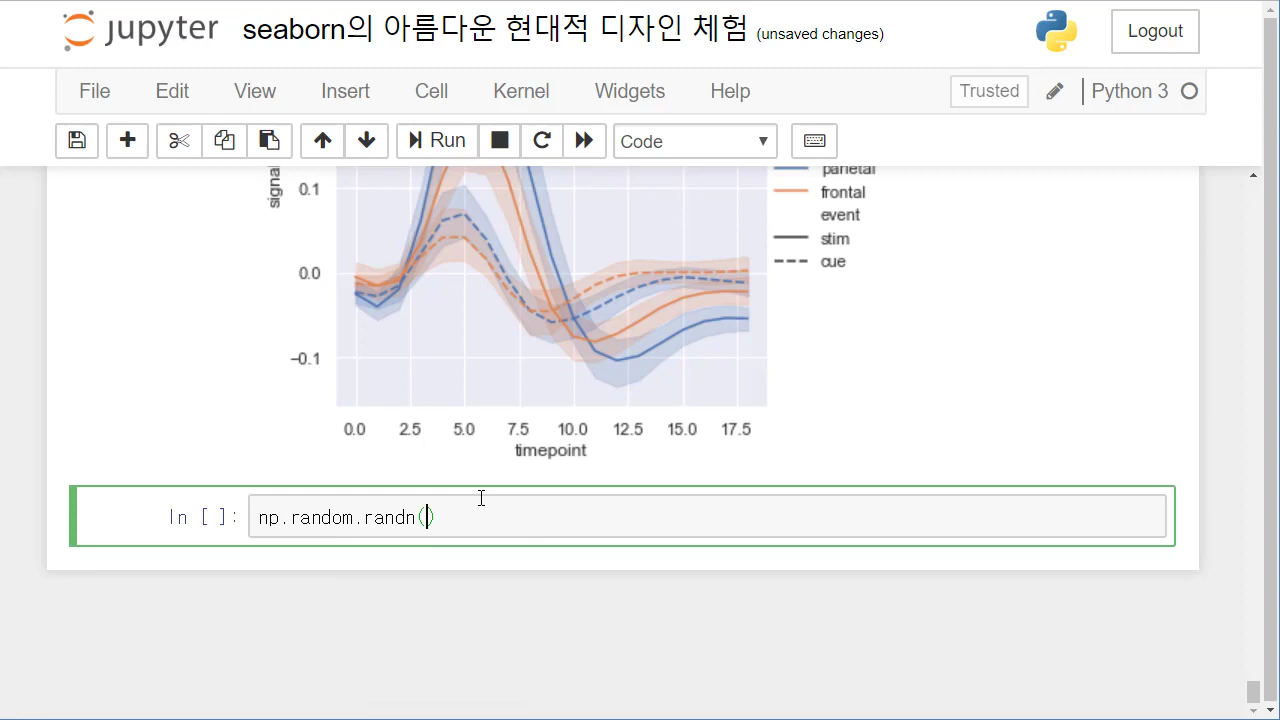 jupyter seaborn의 아름다운 현대적 디자인 체험 (unsaved changes) Logout
File Edit View Insert Cell Kernel Widgets Help Trusted Python 3
Run Code
parietal
signal
0.1
frontal
event
stim
cue
0.0
−0.1
0.0 2.5 5.0 7.5 10.0 12.5 15.0 17.5
timepoint
In [ ]: np.random.randn()